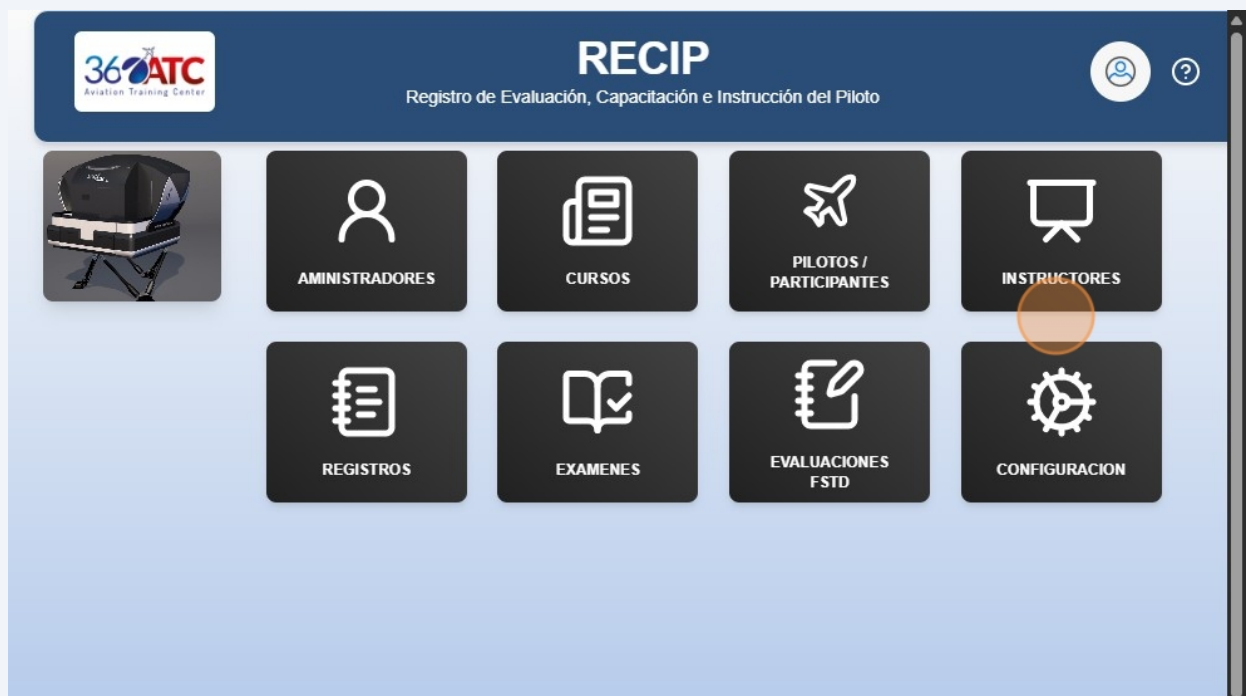 360ATC
Aviation Training Center
RECIP
Registro de Evaluación, Capacitación e Instrucción del Piloto
AMINISTRADORES
CURSOS
PILOTOS /
PARTICIPANTES
INSTRUCTORES
REGISTROS
EXAMENES
EVALUACIONES
FSTD
CONFIGURACION